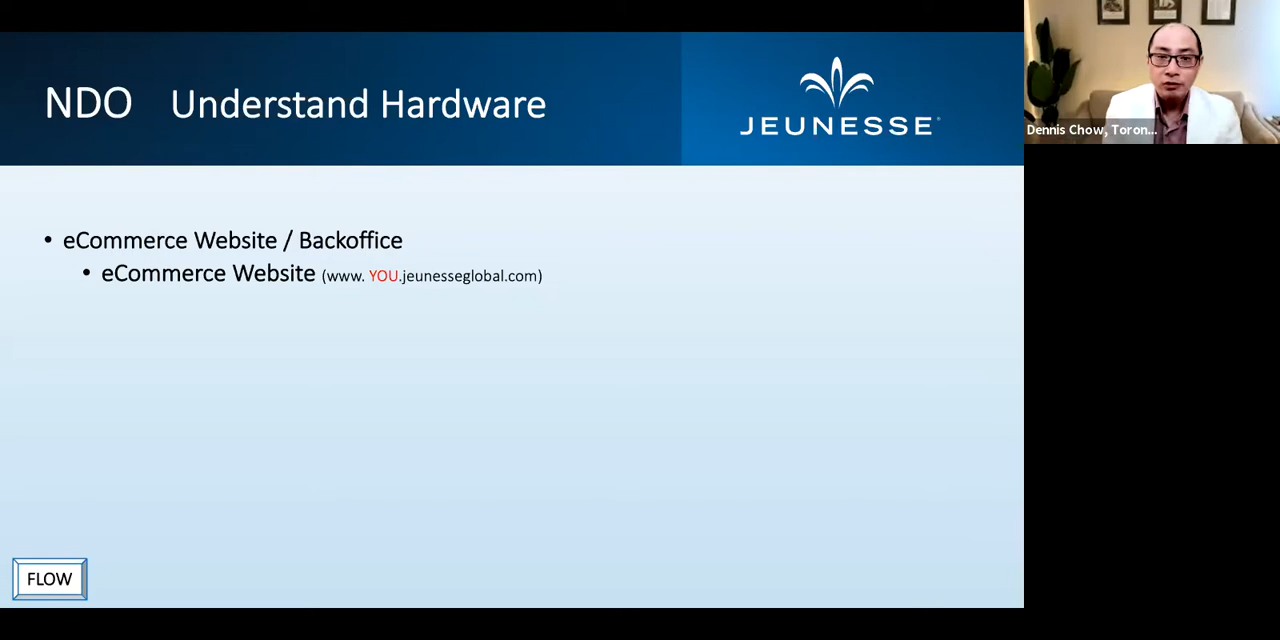 NDO Understand Hardware
JEUNESSE
Dennis Chow, Toron...
• eCommerce Website / Backoffice
• eCommerce Website (www. YOU.jeunesseglobal.com)
FLOW